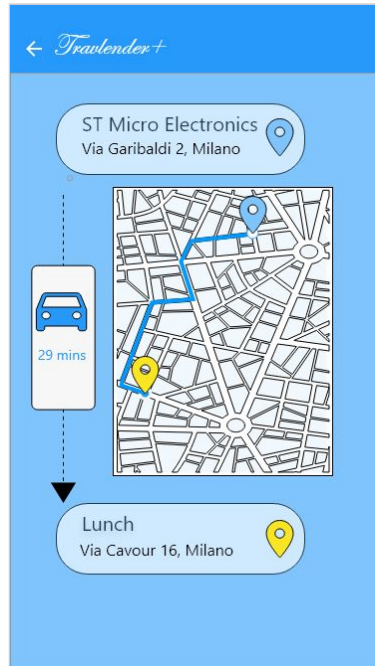 Travlender+
ST Micro Electronics
Via Garibaldi 2, Milano
29 mins
Lunch
Via Cavour 16, Milano